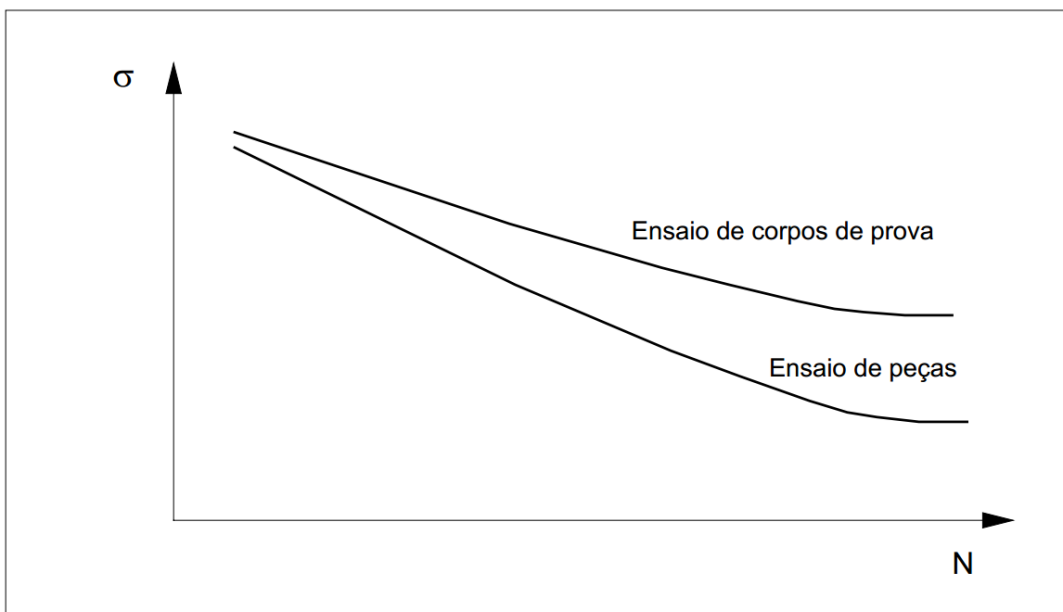 σ
Ensaio de corpos de prova
Ensaio de peças
N